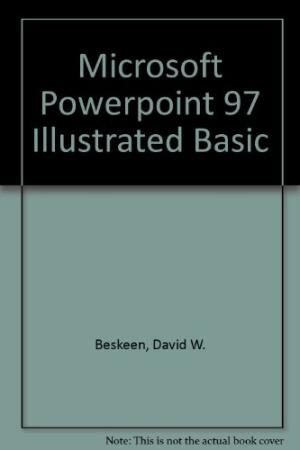 Microsoft
Powerpoint 97
Illustrated Basic
Beskeen, David W.
Note: This is not the actual book cover